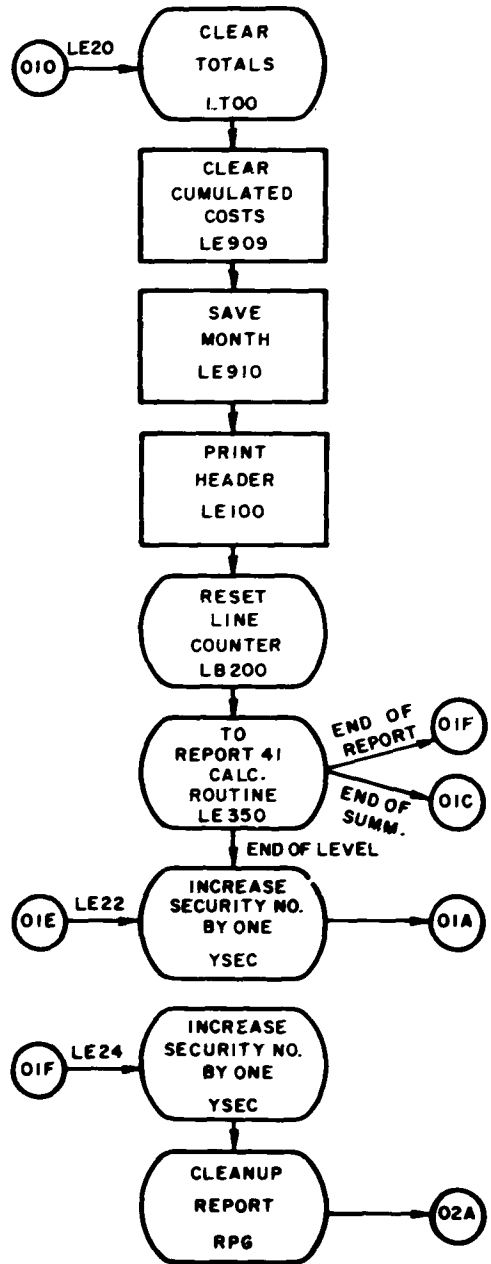 CLEAR
LE20
010
TOTALS
LT00
CLEAR
CUMULATED
COSTS
LE909
SAVE
MONTH
LE910
PRINT
HEADER
LE100
RESET
LINE
COUNTER
LB200
TO
REPORT 41
CALC.
ROUTINE
LE350
END OF
REPORT
01F
END OF
SUMM.
01C
END OF LEVEL
01E
LE22
INCREASE
SECURITY NO.
BY ONE
YSEC
01A
01F
LE24
INCREASE
SECURITY NO.
BY ONE
YSEC
CLEANUP
REPORT
RPG
02A